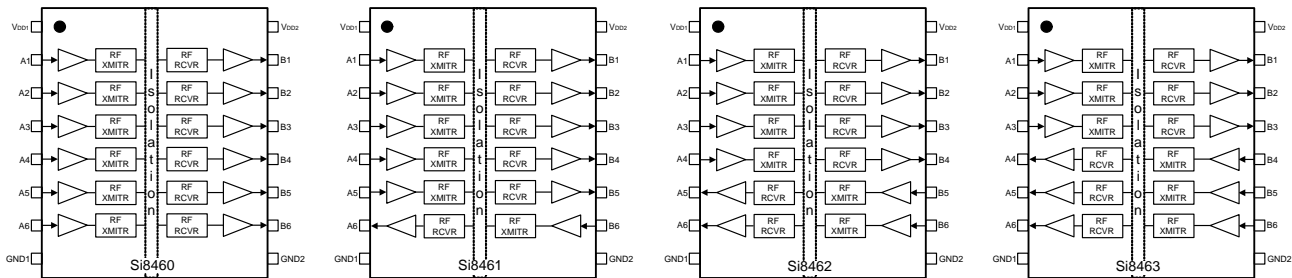 VDD1 VDD2 VDD1 VDD2 VDD1 VDD2 VDD1 VDD2
A1 RF XMITR RF RCVR B1 A1 RF XMITR RF RCVR B1 A1 RF XMITR RF RCVR B1 A1 RF XMITR RF RCVR B1
A2 RF XMITR RF RCVR B2 A2 RF XMITR RF RCVR B2 A2 RF XMITR RF RCVR B2 A2 RF XMITR RF RCVR B2
A3 RF XMITR RF RCVR B3 A3 RF XMITR RF RCVR B3 A3 RF XMITR RF RCVR B3 A3 RF XMITR RF RCVR B3
A4 RF XMITR RF RCVR B4 A4 RF XMITR RF RCVR B4 A4 RF XMITR RF RCVR B4 A4 RF RCVR RF XMITR B4
A5 RF XMITR RF RCVR B5 A5 RF XMITR RF RCVR B5 A5 RF RCVR RF XMITR B5 A5 RF RCVR RF XMITR B5
A6 RF XMITR RF RCVR B6 A6 RF RCVR RF XMITR B6 A6 RF RCVR RF XMITR B6 A6 RF RCVR RF XMITR B6
Isolation Isolation Isolation Isolation
GND1 GND2 GND1 GND2 GND1 GND2 GND1 GND2
Si8460 Si8461 Si8462 Si8463